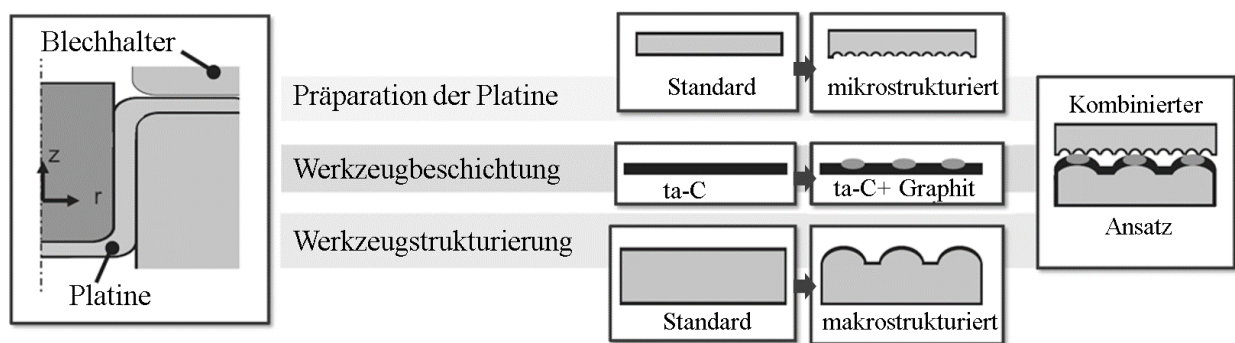 Blechhalter
z
r
Platine
Präparation der Platine
Standard
mikrostrukturiert
Werkzeugbeschichtung
ta-C
ta-C+ Graphit
Werkzeugstrukturierung
Standard
makrostrukturiert
Kombinierter
Ansatz